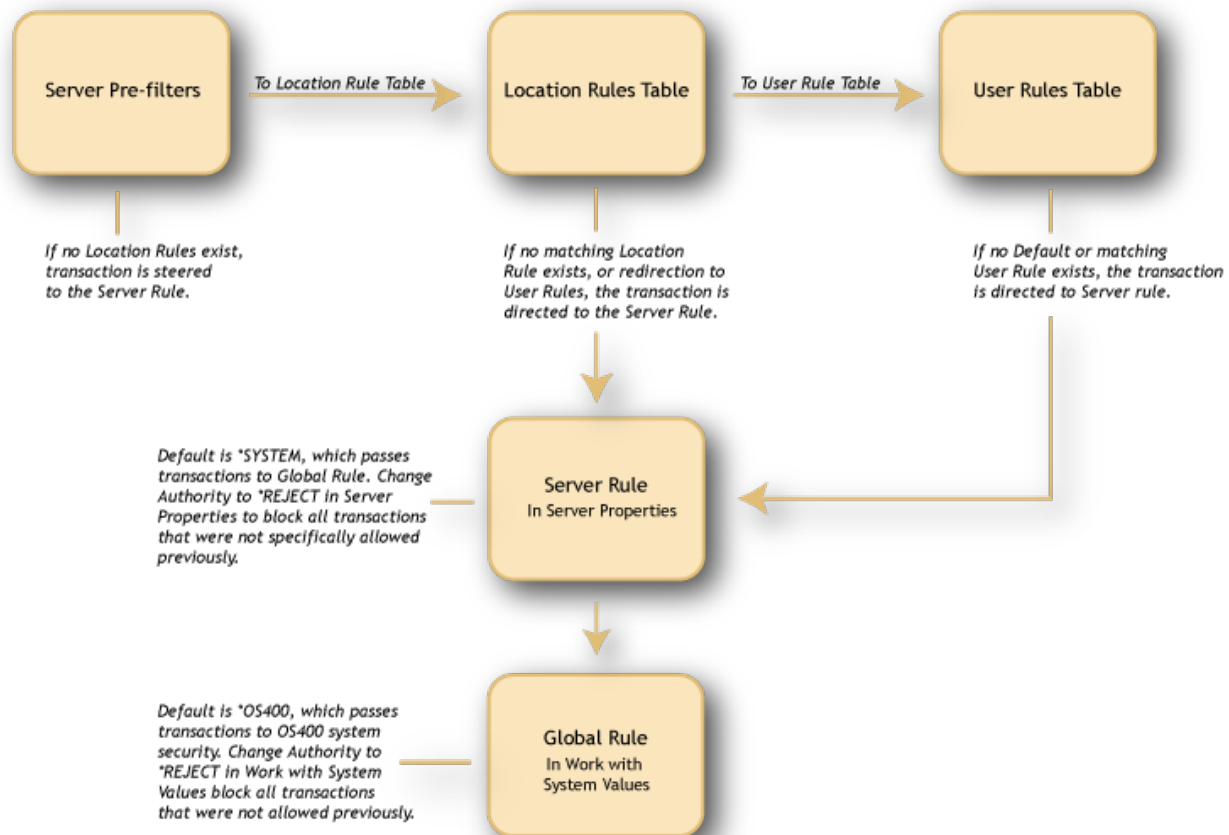 Server Pre-filters
To Location Rule Table
Location Rules Table
To User Rule Table
User Rules Table
If no Location Rules exist,
transaction is steered
to the Server Rule.
If no matching Location
Rule exists, or redirection to
User Rules, the transaction is
directed to the Server Rule.
If no Default or matching
User Rule exists, the transaction
is directed to Server rule.
Default is *SYSTEM, which passes
transactions to Global Rule. Change
Authority to *REJECT in Server
Properties to block all transactions
that were not specifically allowed
previously.
Server Rule
In Server Properties
Default is *OS400, which passes
transactions to OS400 system
security. Change Authority to
*REJECT in Work with System
Values block all transactions
that were not allowed previously.
Global Rule
In Work with
System Values